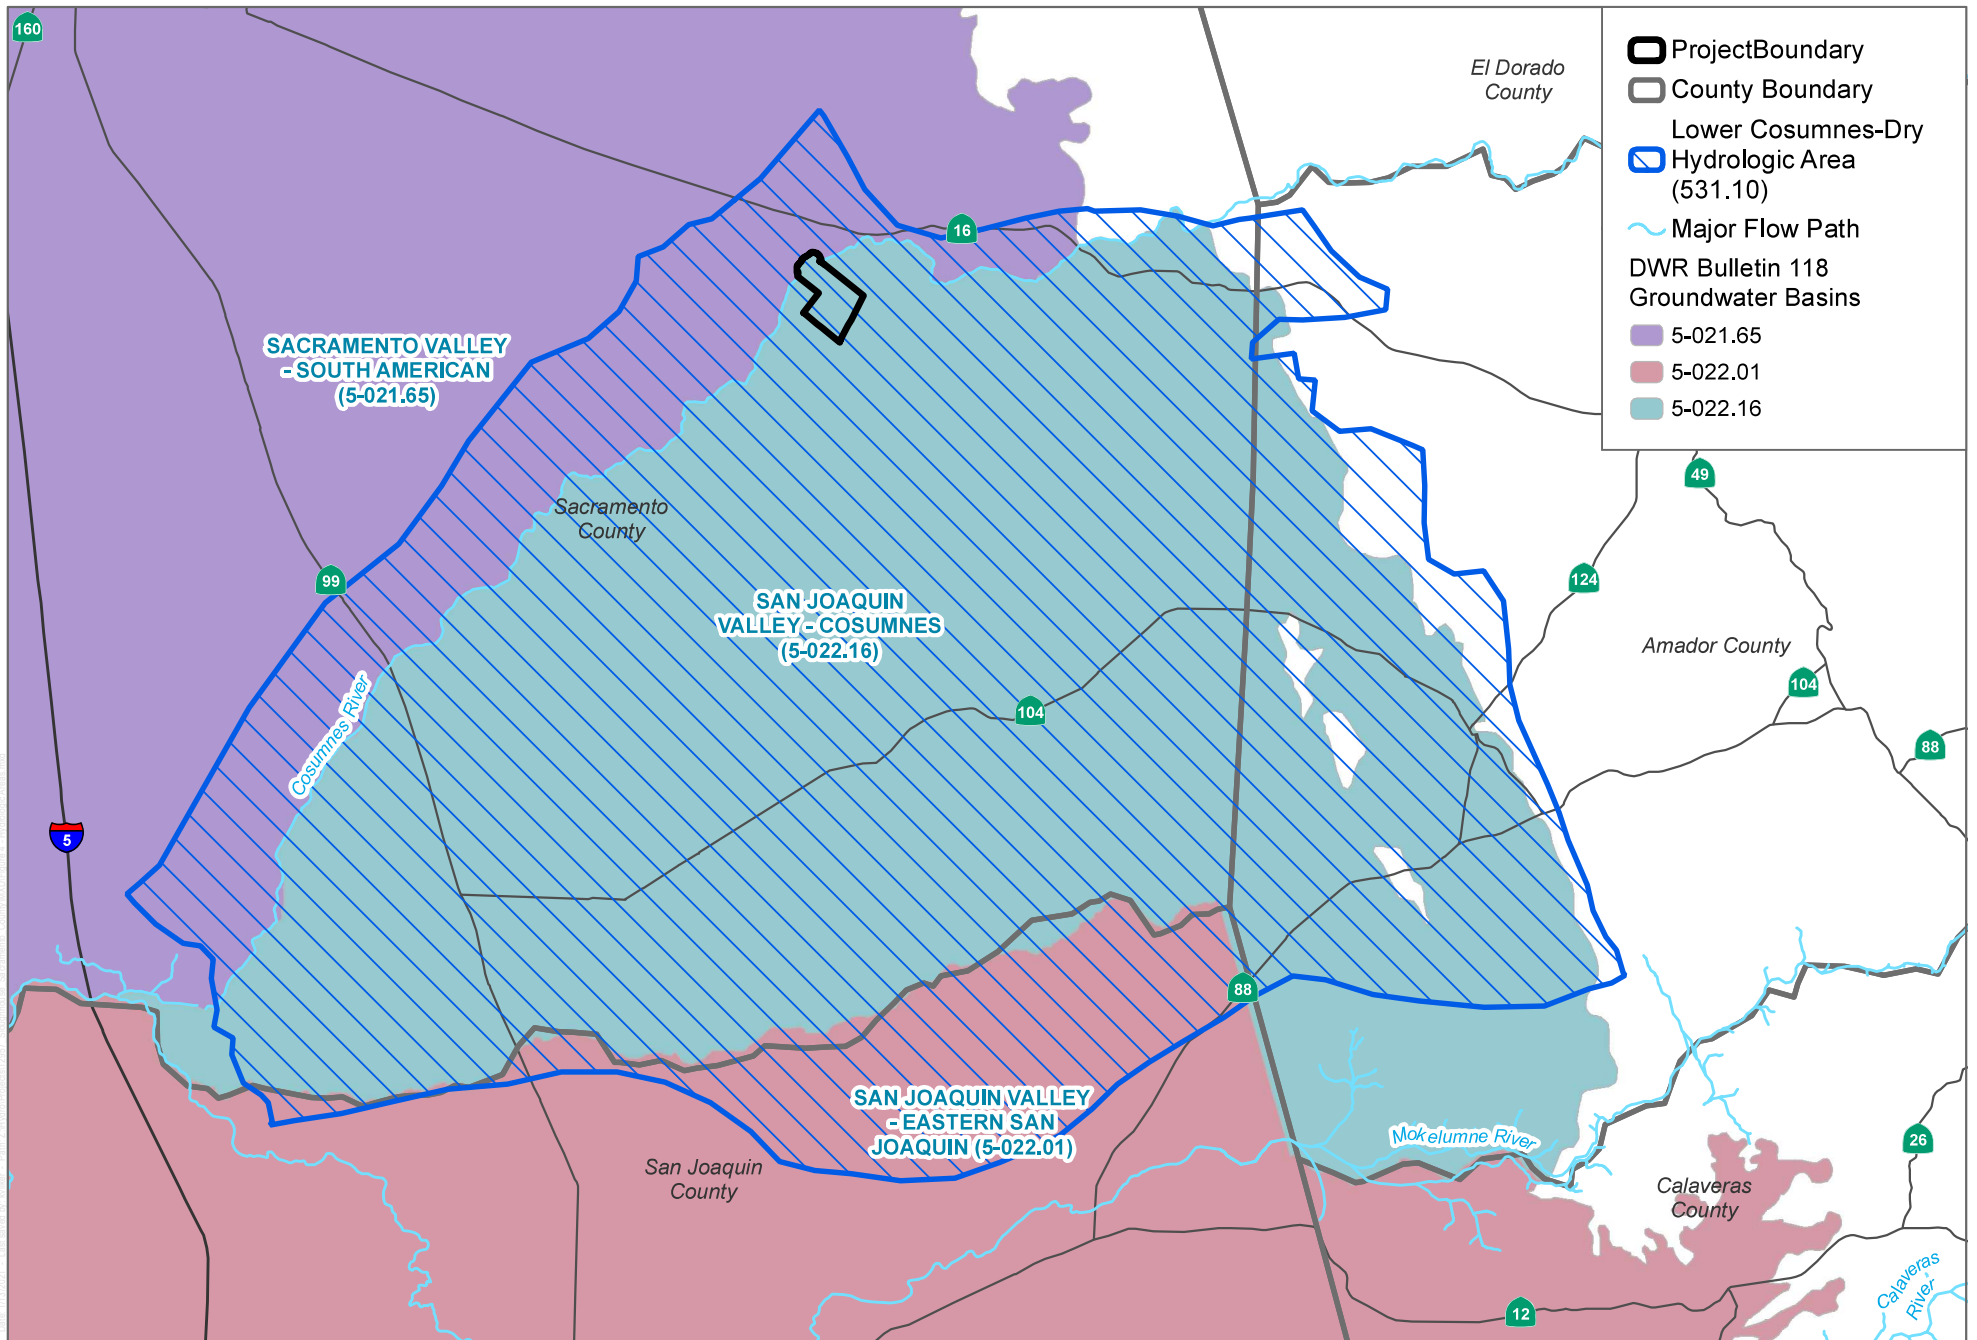 160
El Dorado
County
ProjectBoundary
County Boundary
Lower Cosumnes-Dry
Hydrologic Area
(531.10)
Major Flow Path
DWR Bulletin 118
Groundwater Basins
5-021.65
5-022.01
5-022.16
16
SACRAMENTO VALLEY
- SOUTH AMERICAN
(5-021.65)
49
Sacramento
County
99
124
SAN JOAQUIN
VALLEY - COSUMNES
(5-022.16)
Amador County
104
104
Cosumnes River
88
5
88
SAN JOAQUIN VALLEY
- EASTERN SAN
JOAQUIN (5-022.01)
Mokelumne River
26
San Joaquin
County
Calaveras
County
Calaveras
River
12